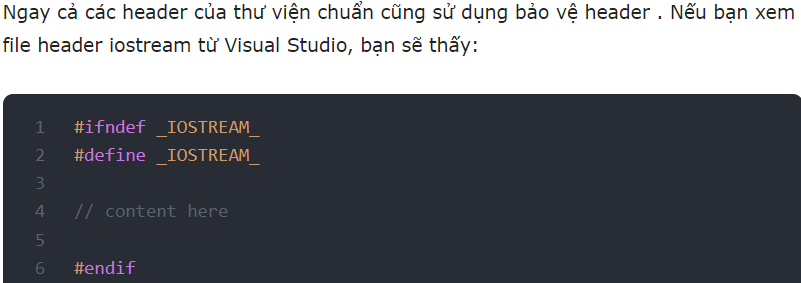 Ngay cả các header của thư viện chuẩn cũng sử dụng bảo vệ header . Nếu bạn xem
file header iostream từ Visual Studio, bạn sẽ thấy:
1 #ifndef _IOSTREAM_
2 #define _IOSTREAM_
3
4 // content here
5
6 #endif